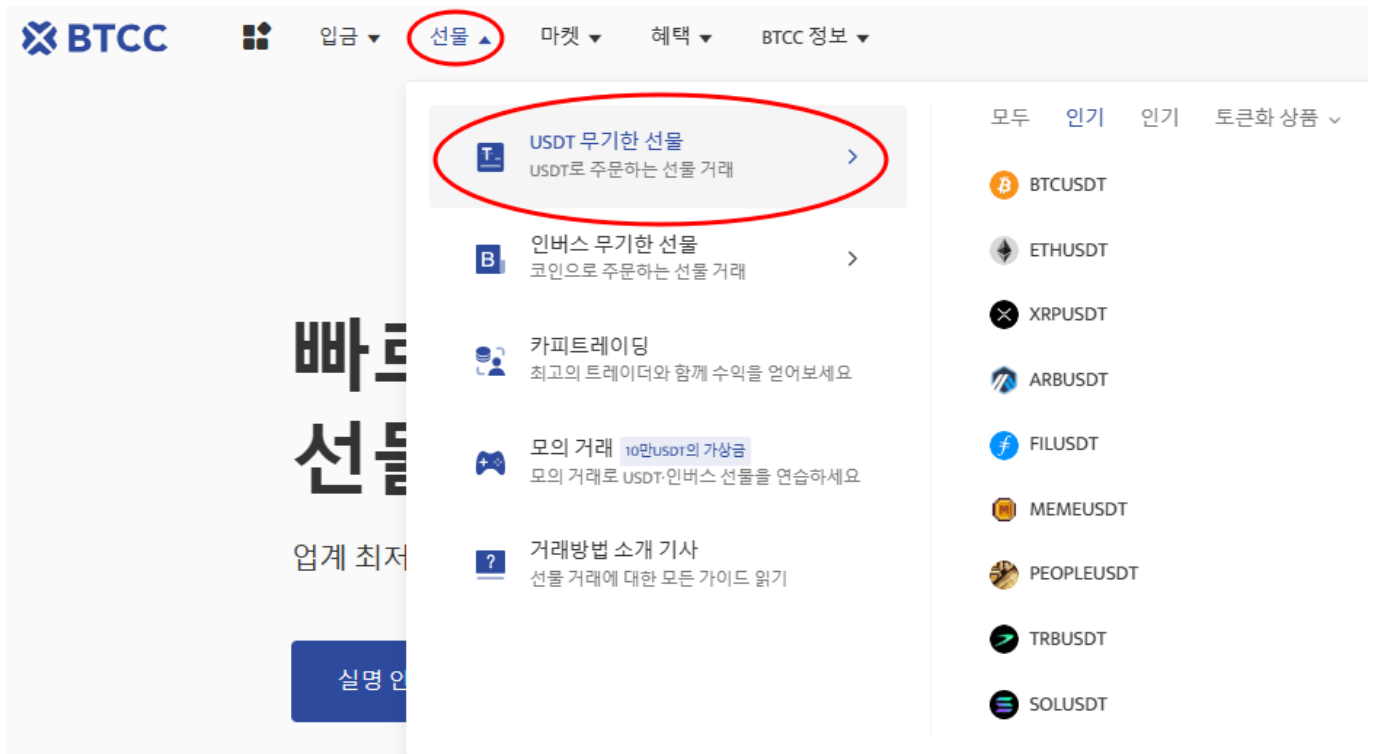 BTCC
입금
선물
마켓
혜택
BTCC 정보
USDT 무기한 선물
USDT로 주문하는 선물 거래
인버스 무기한 선물
코인으로 주문하는 선물 거래
카피트레이딩
최고의 트레이더와 함께 수익을 얻어보세요
모의 거래 10만USDT의 가상금
모의 거래로 USDT·인버스 선물을 연습하세요
거래방법 소개 기사
선물 거래에 대한 모든 가이드 읽기
모두 인기 인기 토큰화 상품
BTCUSDT
ETHUSDT
XRPUSDT
ARBUSDT
FILUSDT
MEMEUSDT
PEOPLEUSDT
TRBUSDT
SOLUSDT
빠르
선물
업계 최저
실명 인